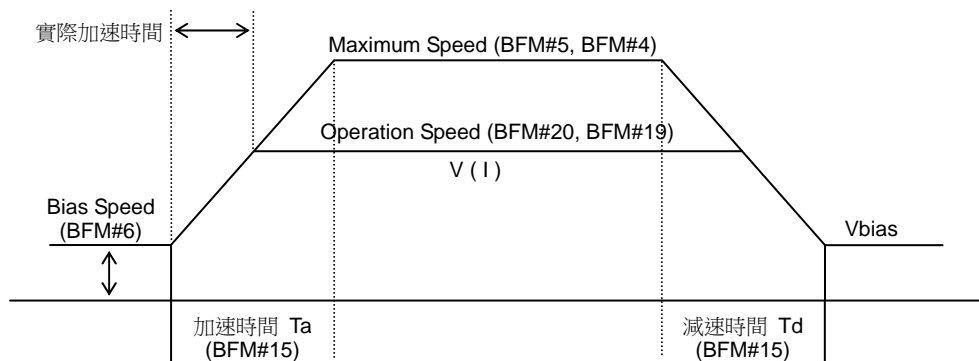 實際加速時間
Maximum Speed (BFM#5, BFM#4)
Operation Speed (BFM#20, BFM#19)
V ( I )
Bias Speed
(BFM#6)
Vbias
加速時間 Ta
(BFM#15)
減速時間 Td
(BFM#15)